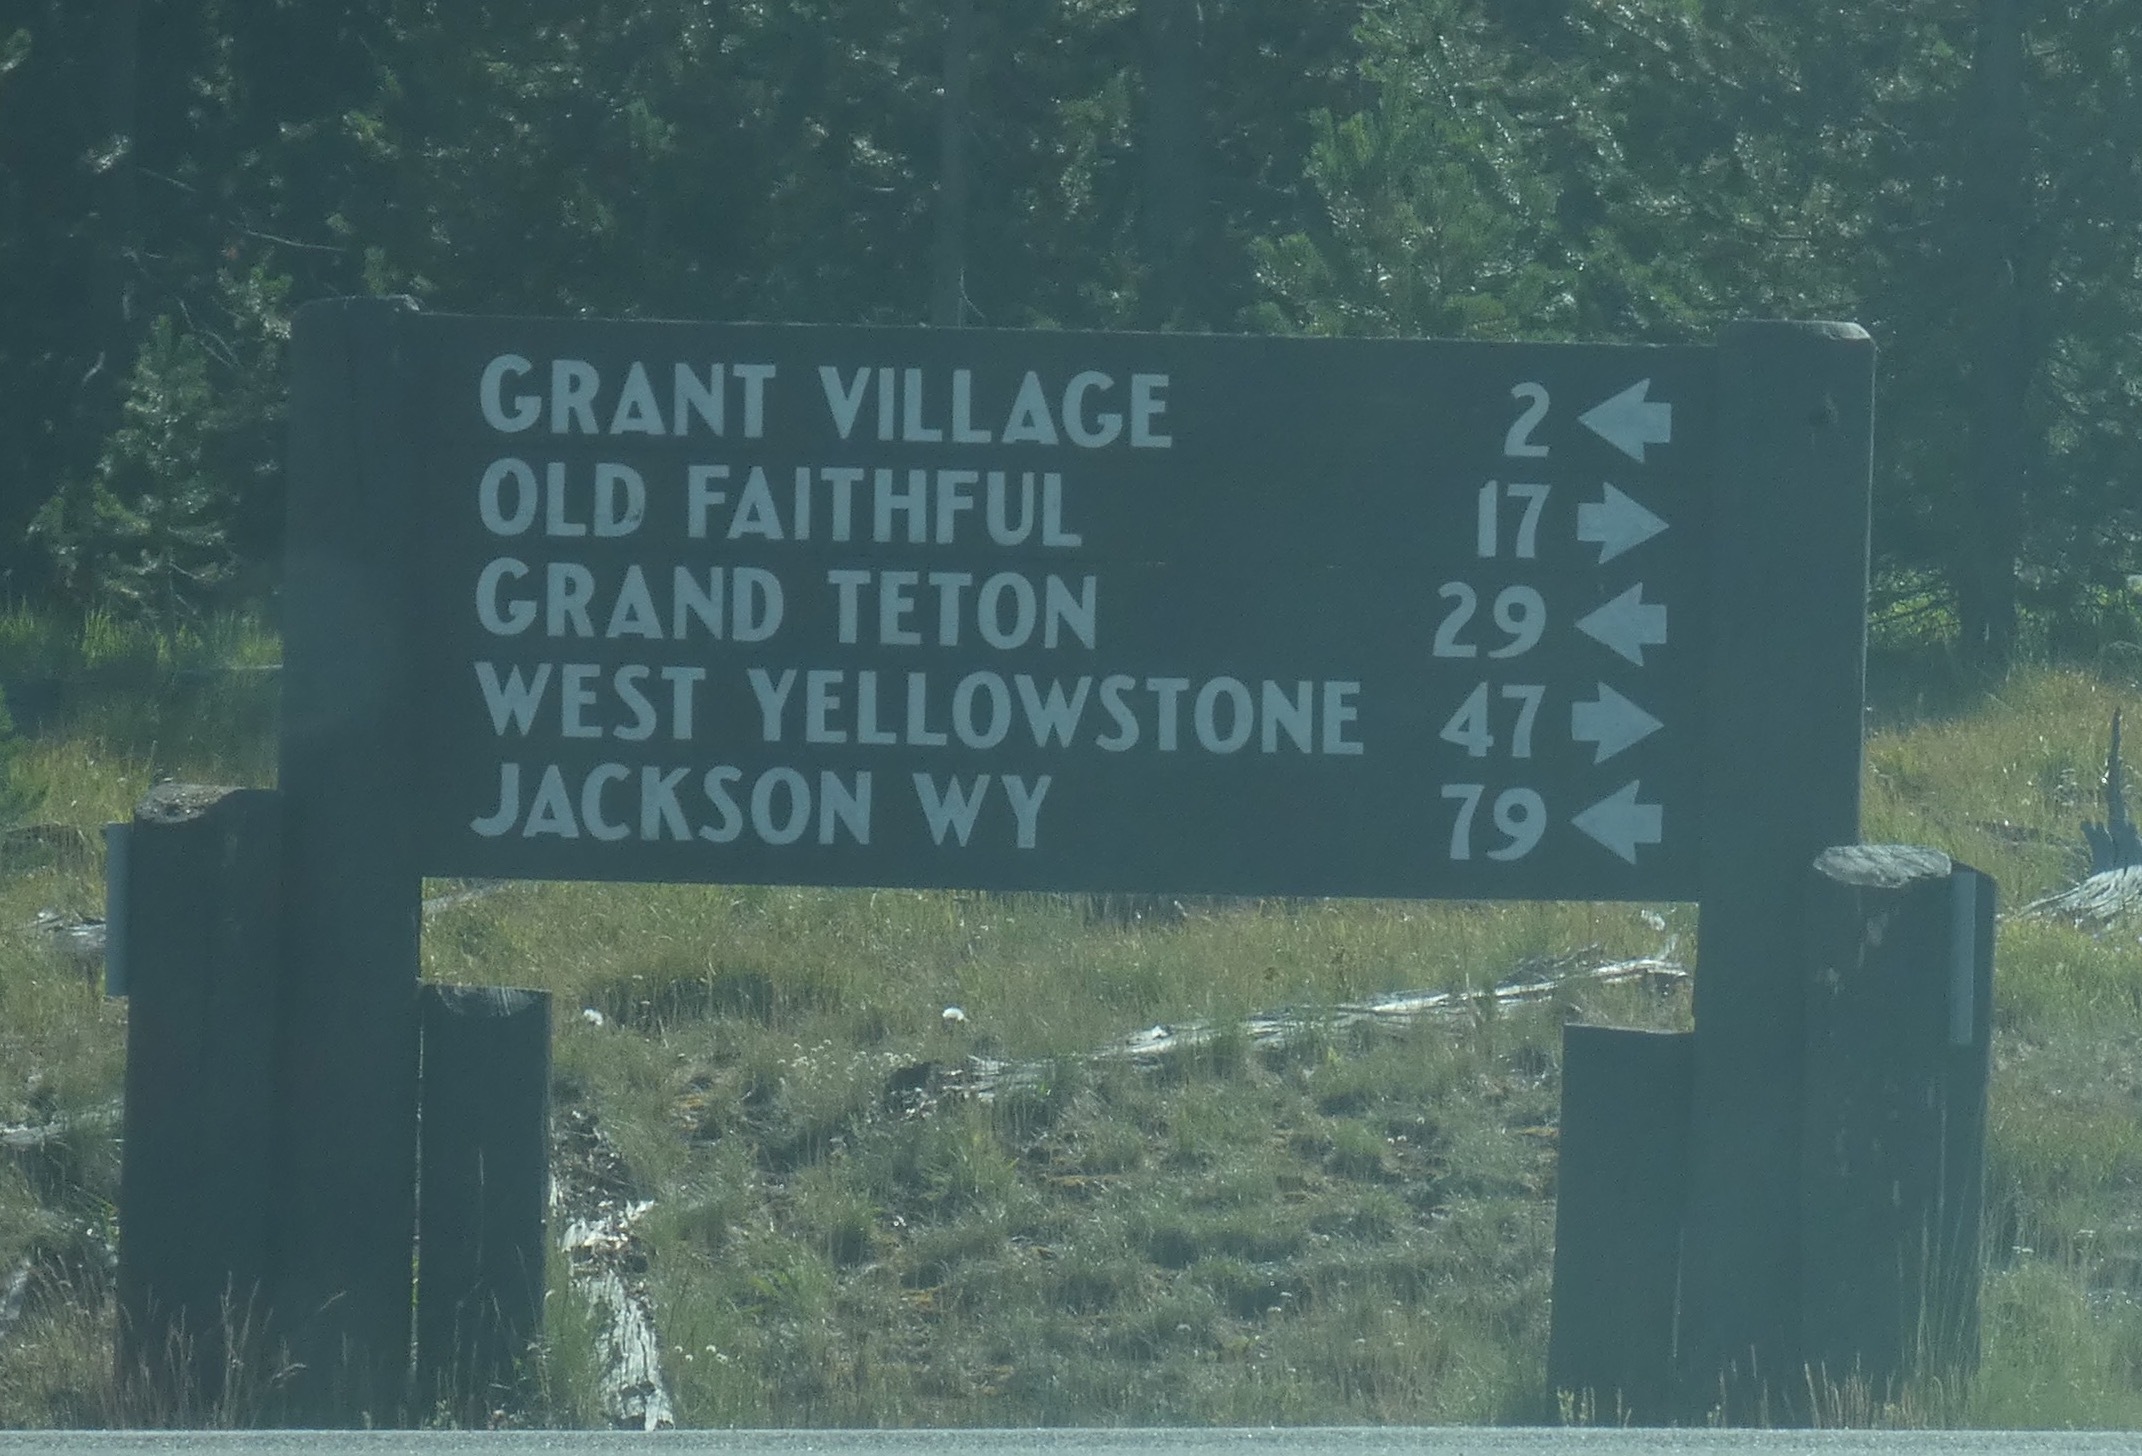 GRANT VILLAGE 2
OLD FAITHFUL 17
GRAND TETON 29
WEST YELLOWSTONE 47
JACKSON WY 79